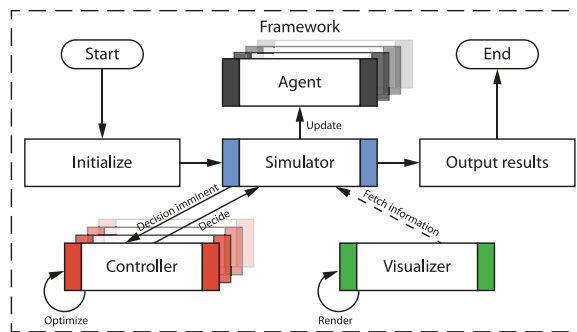 Framework
Start
End
Agent
Update
Initialize
Simulator
Output results
Decision imminent
Decide
Fetch information
Controller
Visualizer
Optimize
Render